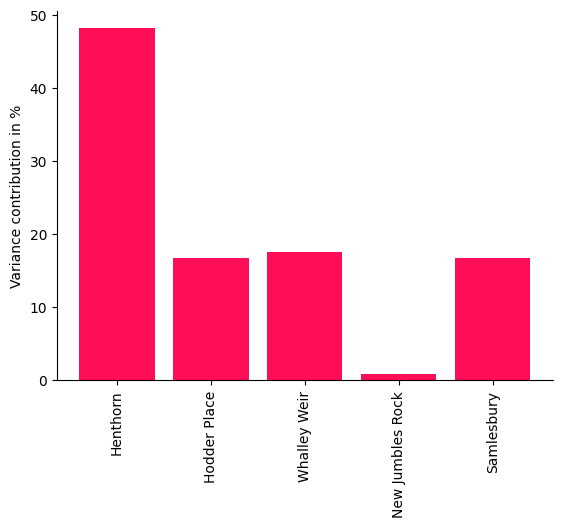 Variance contribution in %
50
40
30
20
10
0
Henthorn
Hodder Place
Whalley Weir
New Jumbles Rock
Samlesbury